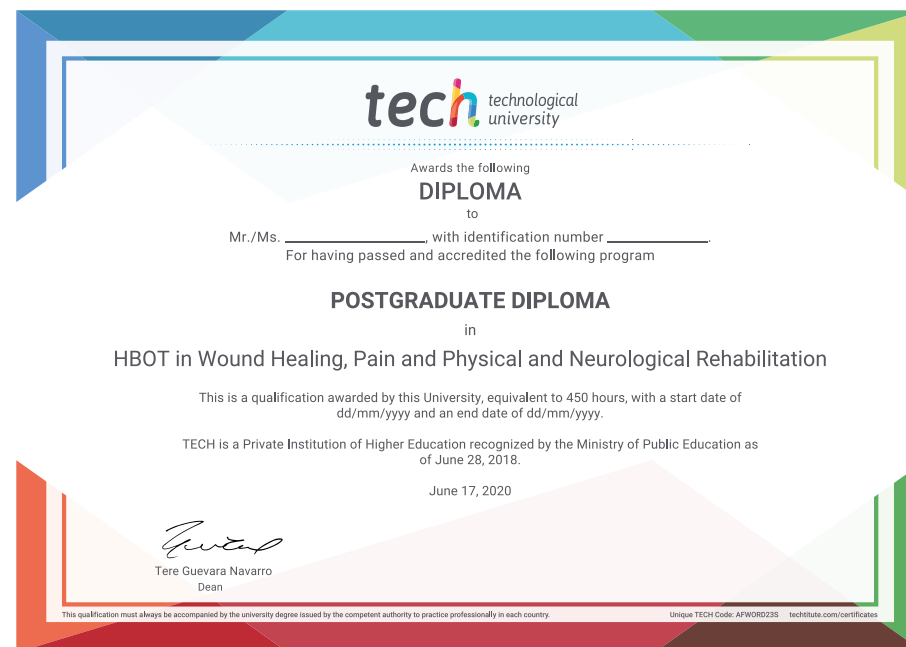 tech technological
university
Awards the following
DIPLOMA
to
Mr./Ms. ____________________, with identification number ______________.
For having passed and accredited the following program
POSTGRADUATE DIPLOMA
in
HBOT in Wound Healing, Pain and Physical and Neurological Rehabilitation
This is a qualification awarded by this University, equivalent to 450 hours, with a start date of
dd/mm/yyyy and an end date of dd/mm/yyyy.
TECH is a Private Institution of Higher Education recognized by the Ministry of Public Education as
of June 28, 2018.
June 17, 2020
Tere Guevara Navarro
Dean
This qualification must always be accompanied by the university degree issued by the competent authority to practice professionally in each country.
Unique TECH Code: AFWORD23S techtitute.com/certificates